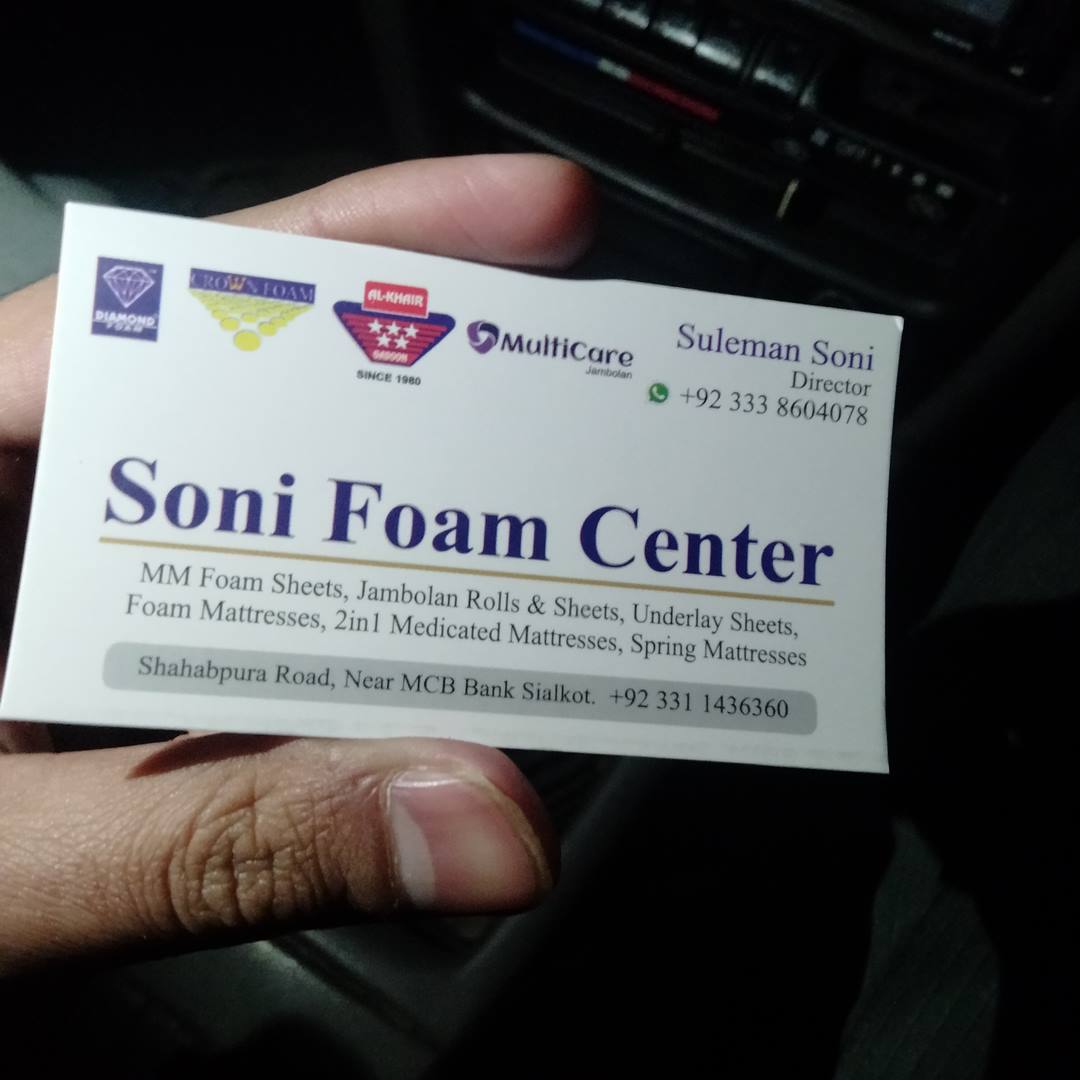 DIAMOND
FOAM
CROWN FOAM
AL-KHAIR
SINCE 1980
MultiCare
Jambolan
Suleman Soni
Director
+92 333 8604078
Soni Foam Center
MM Foam Sheets, Jambolan Rolls & Sheets, Underlay Sheets,
Foam Mattresses, 2in1 Medicated Mattresses, Spring Mattresses
Shahabpura Road, Near MCB Bank Sialkot. +92 331 1436360